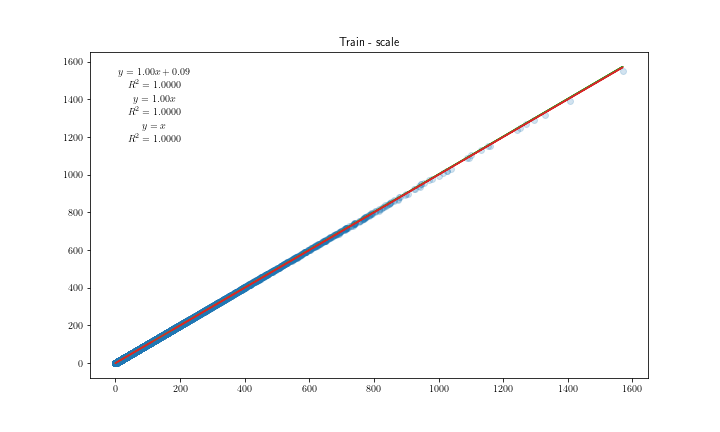 Train - scale
1600
1400
1200
1000
800
600
400
200
0
y = 1.00x + 0.09
R² = 1.0000
y = 1.00x
R² = 1.0000
y = x
R² = 1.0000
0 200 400 600 800 1000 1200 1400 1600